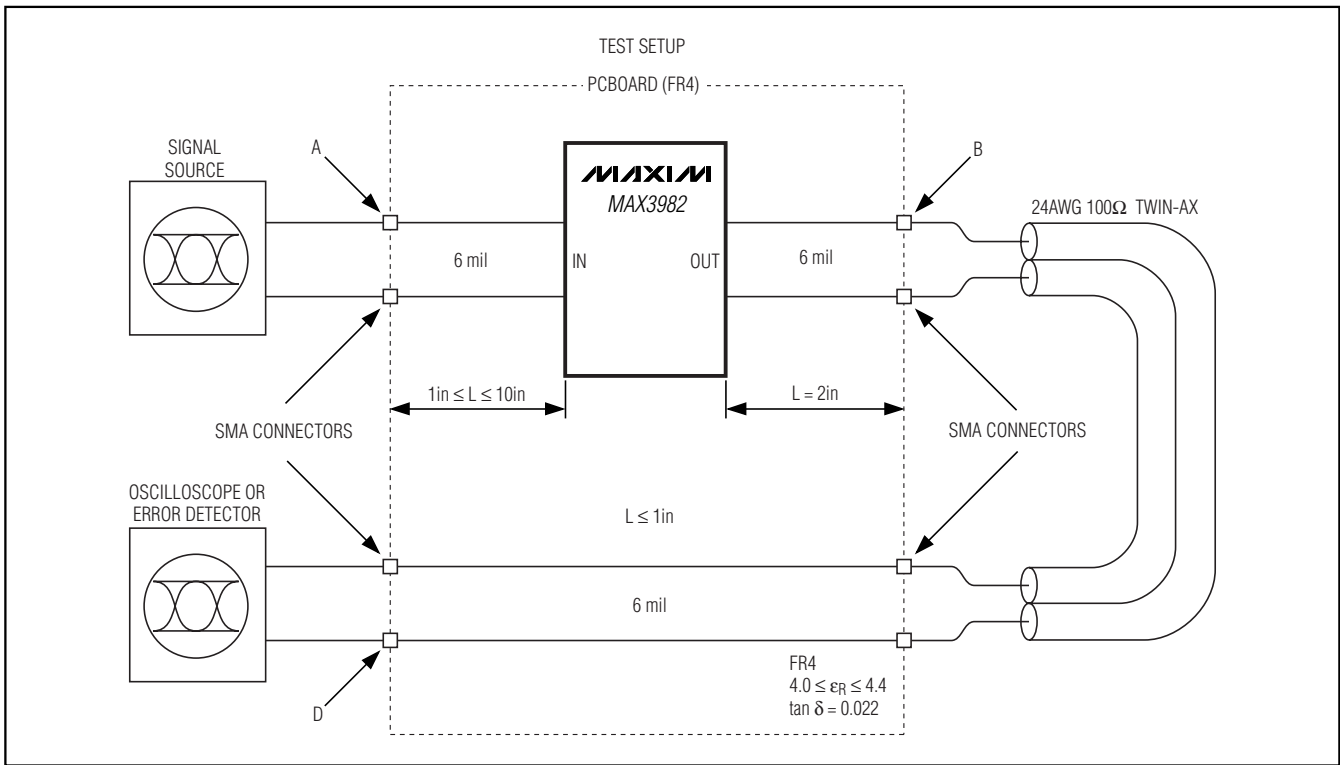 TEST SETUP
PCBOARD (FR4)
SIGNAL
SOURCE
A
B
MAXIM
MAX3982
24AWG 100Ω TWIN-AX
6 mil
IN
OUT
6 mil
1in ≤ L ≤ 10in
L = 2in
SMA CONNECTORS
SMA CONNECTORS
OSCILLOSCOPE OR
ERROR DETECTOR
L ≤ 1in
6 mil
FR4
4.0 ≤ εR ≤ 4.4
tan δ = 0.022
D